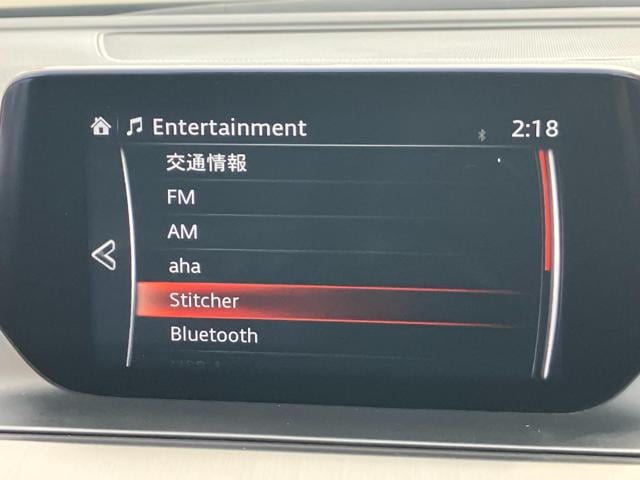 Entertainment 2:18
交通情報
FM
AM
aha
Stitcher
Bluetooth